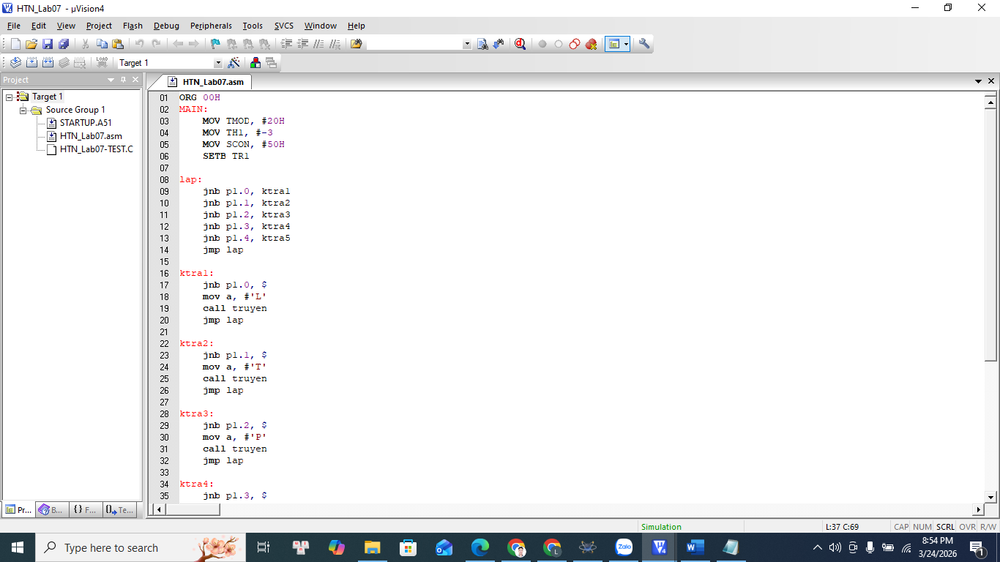 HTN_Lab07 - µVision4
File Edit View Project Flash Debug Peripherals Tools SVCS Window Help
LOAD Target 1
Project
HTN_Lab07.asm
Target 1
Source Group 1
STARTUP.A51
HTN_Lab07.asm
HTN_Lab07-TEST.C
01 ORG 00H
02 MAIN:
03 MOV TMOD, #20H
04 MOV TH1, #-3
05 MOV SCON, #50H
06 SETB TR1
07
08 lap:
09 jnb p1.0, ktra1
10 jnb p1.1, ktra2
11 jnb p1.2, ktra3
12 jnb p1.3, ktra4
13 jnb p1.4, ktra5
14 jmp lap
15
16 ktra1:
17 jnb p1.0, $
18 mov a, #'L'
19 call truyen
20 jmp lap
21
22 ktra2:
23 jnb p1.1, $
24 mov a, #'T'
25 call truyen
26 jmp lap
27
28 ktra3:
29 jnb p1.2, $
30 mov a, #'P'
31 call truyen
32 jmp lap
33
34 ktra4:
35 jnb p1.3, $
Pr... B... {} F... 0 Te...
Simulation L:37 C:69 CAP NUM SCRL OVR R/W
Type here to search
Zalo
8:54 PM
3/24/2026
1